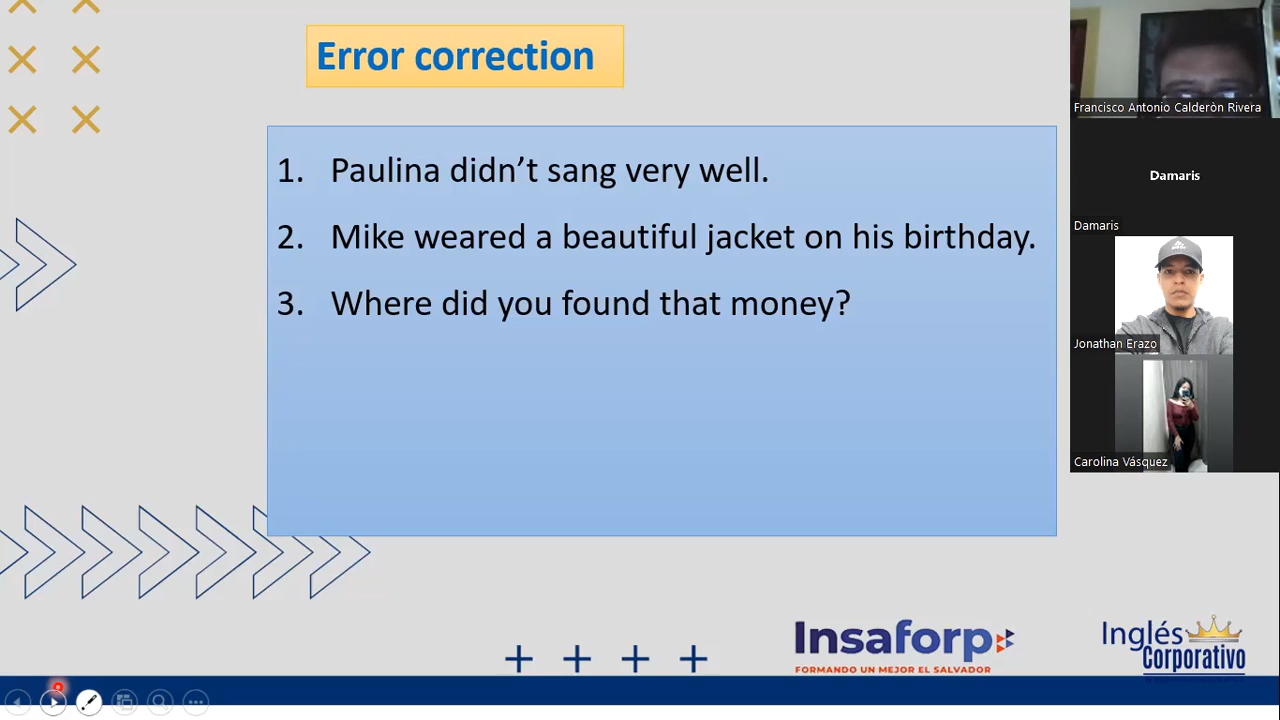 Error correction
1. Paulina didn’t sang very well.
2. Mike weared a beautiful jacket on his birthday.
3. Where did you found that money?
Francisco Antonio Calderòn Rivera
Damaris
Damaris
Jonathan Erazo
Carolina Vásquez
Insaforp
FORMANDO UN MEJOR EL SALVADOR
Inglés
Corporativo